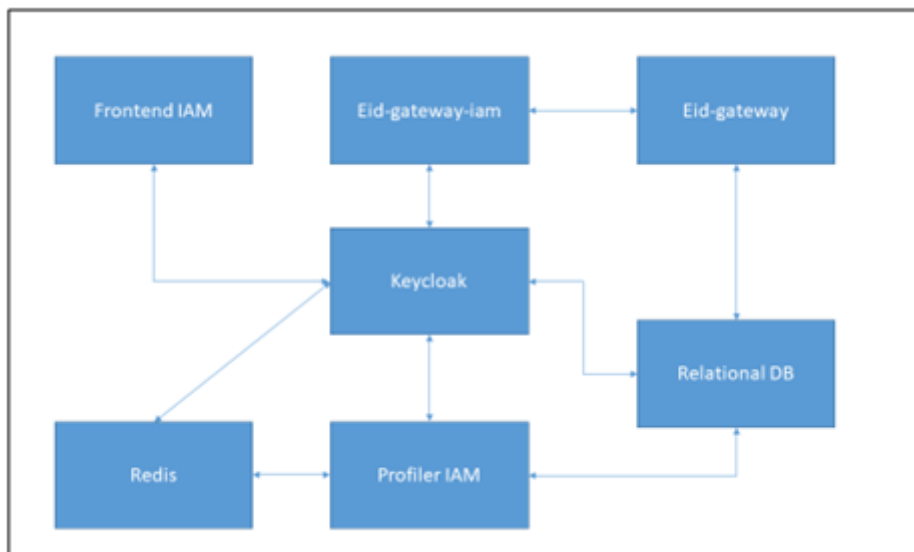 Frontend IAM
Eid-gateway-iam
Eid-gateway
Keycloak
Relational DB
Redis
Profiler IAM